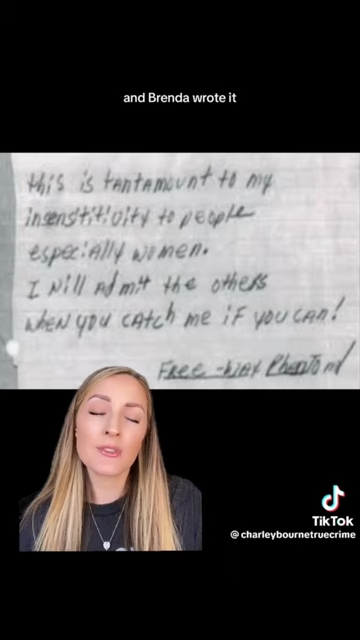 and Brenda wrote it
this is tantamount to my
insenstitivity to people
especially women.
I will admit the others
when you catch me if you can!
Free-way Phantom
TikTok
@charleybournetruecrime